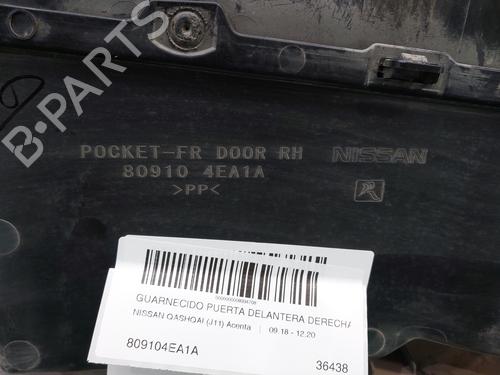 POCKET-FR DOOR RH NISSAN
80910 4EA1A
>PP<
GUARNECIDO PUERTA DELANTERA DERECHA
NISSAN QASHQAI (J11) Acenta | 09.18 - 12.20
809104EA1A
36438